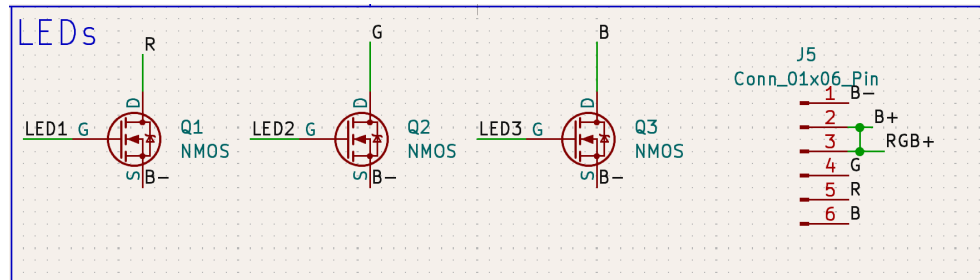 LEDs
R
G
B
LED1 G
D
S
Q1
NMOS
B-
LED2 G
D
S
Q2
NMOS
B-
LED3 G
D
S
Q3
NMOS
B-
J5
Conn_01x06_Pin
1 B-
2 B+
3 RGB+
4 G
5 R
6 B